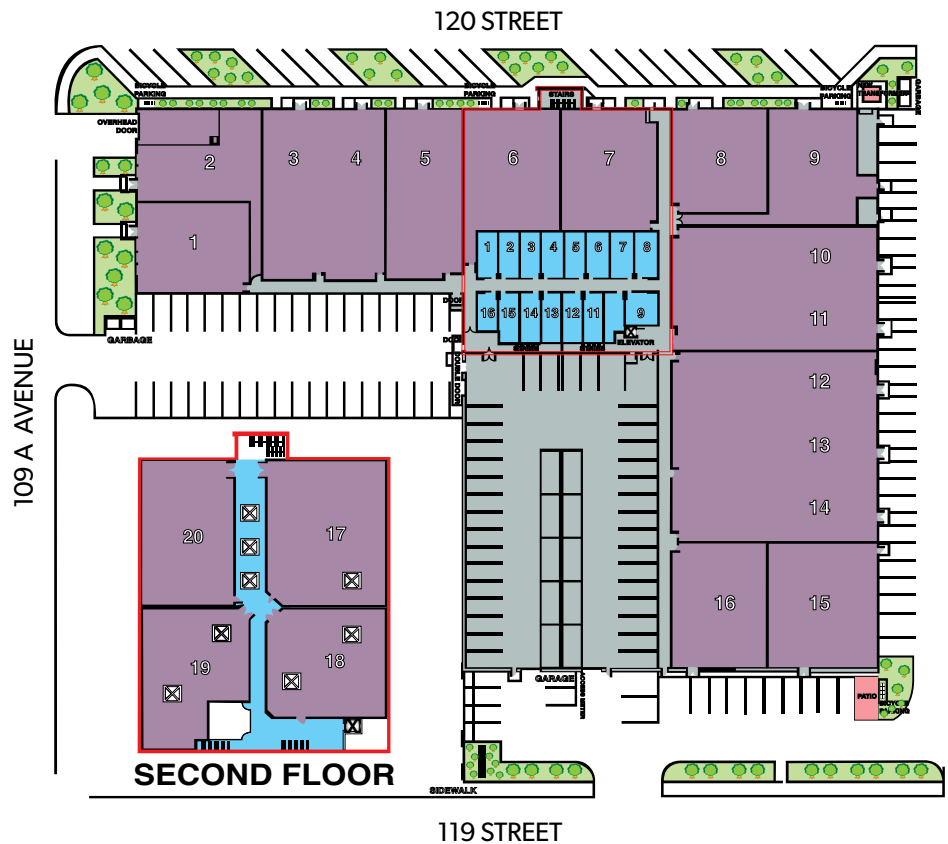 120 STREET
BICYCLE
PARKING
BICYCLE
PARKING
STAIRS
BICYCLE
PARKING
GARBAGE
OVERHEAD
DOOR
2
3
4
5
6
7
8
9
1
1
2
3
4
5
6
7
8
10
11
16
15
14
13
12
11
9
ELEVATOR
GARBAGE
DOUBLE DOOR
109 A AVENUE
12
13
14
20
17
19
18
16
15
GARAGE
PATIO
SECOND FLOOR
SIDEWALK
119 STREET